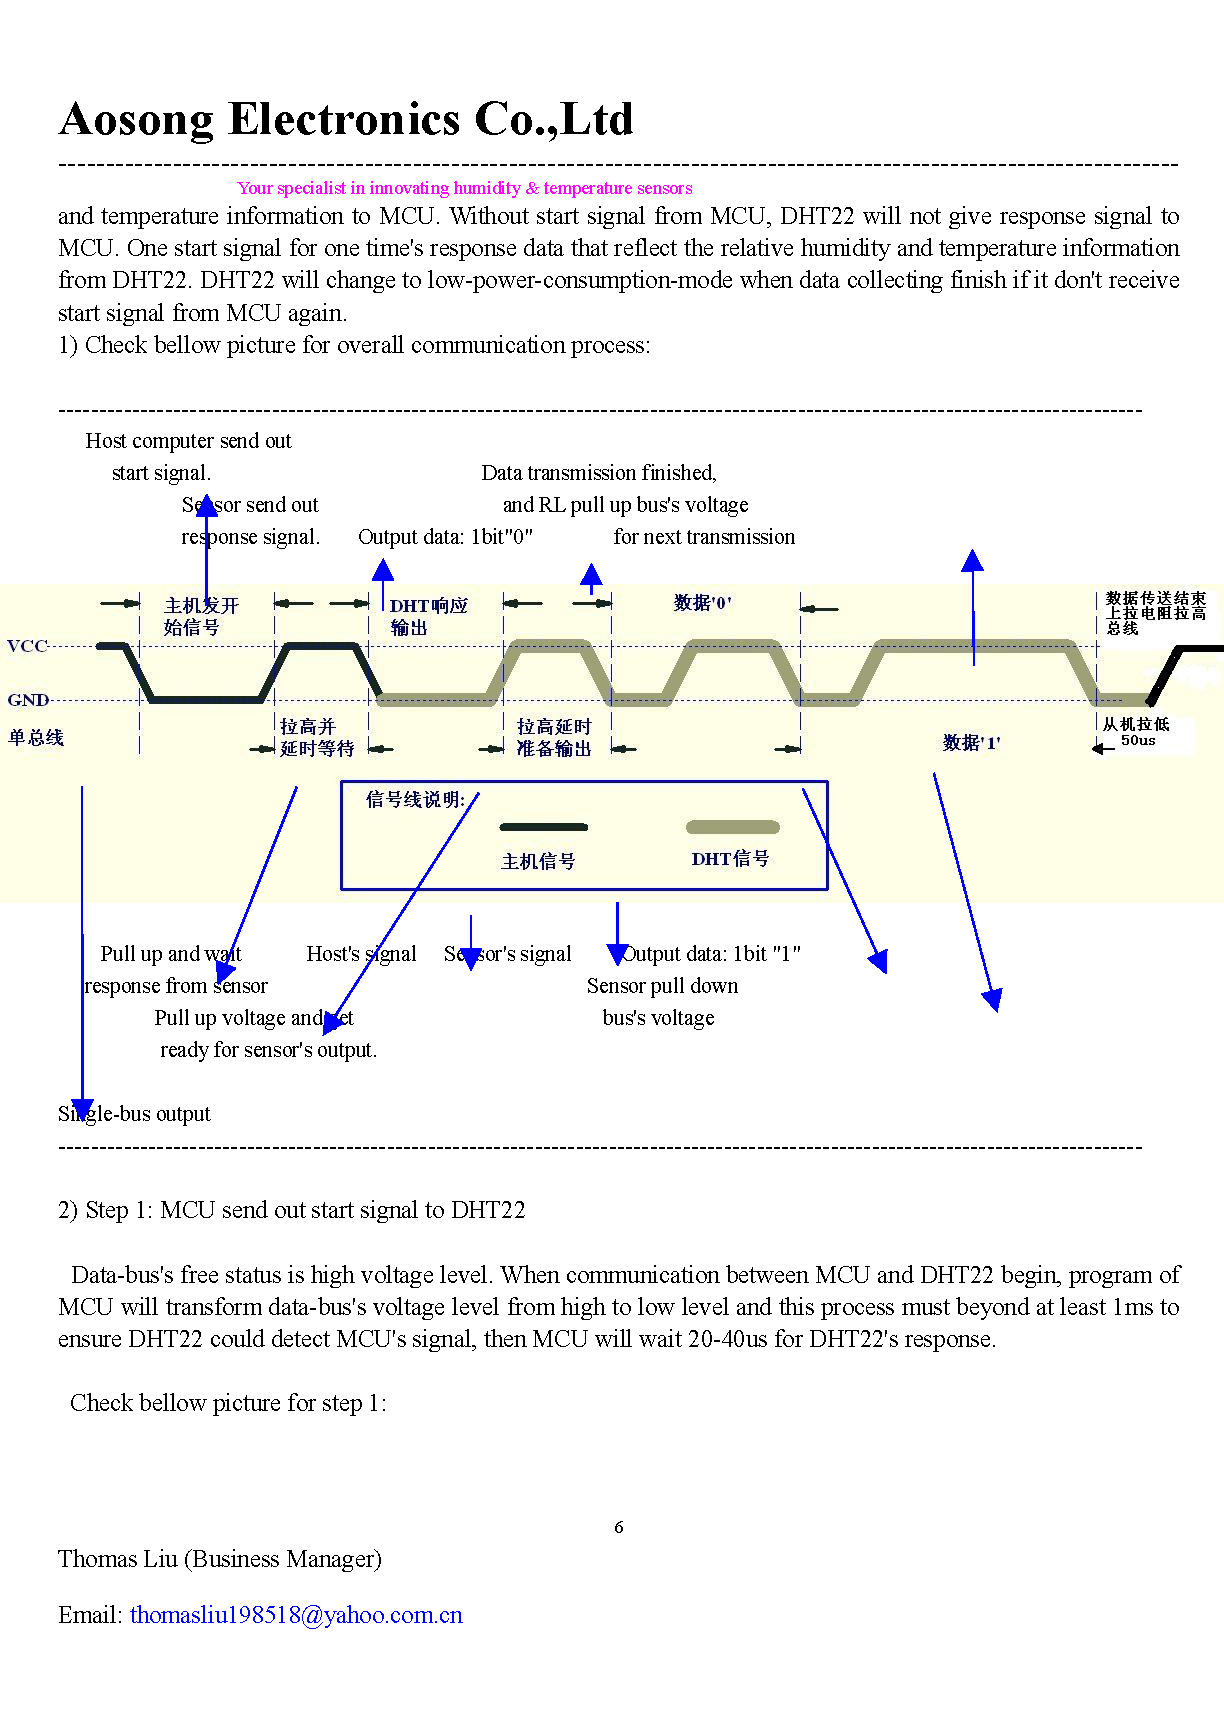 Aosong Electronics Co.,Ltd
--------------------------------------------------------------------------------
Your specialist in innovating humidity & temperature sensors
and temperature information to MCU. Without start signal from MCU, DHT22 will not give response signal to
MCU. One start signal for one time's response data that reflect the relative humidity and temperature information
from DHT22. DHT22 will change to low-power-consumption-mode when data collecting finish if it don't receive
start signal from MCU again.
1) Check bellow picture for overall communication process:
--------------------------------------------------------------------------------
Host computer send out
start signal. Data transmission finished,
Sensor send out and RL pull up bus's voltage
response signal. Output data: 1bit"0" for next transmission
主机发开
始信号
DHT响应
输出
数据'0'
数据传送结束
上拉电阻拉高
总线
VCC
GND
单总线
拉高并
延时等待
拉高延时
准备输出
数据'1'
从机拉低
50us
信号线说明:
主机信号
DHT信号
Pull up and wait Host's signal Sensor's signal Output data: 1bit "1"
response from sensor Sensor pull down
Pull up voltage and get bus's voltage
ready for sensor's output.
Single-bus output
--------------------------------------------------------------------------------
2) Step 1: MCU send out start signal to DHT22
Data-bus's free status is high voltage level. When communication between MCU and DHT22 begin, program of
MCU will transform data-bus's voltage level from high to low level and this process must beyond at least 1ms to
ensure DHT22 could detect MCU's signal, then MCU will wait 20-40us for DHT22's response.
Check bellow picture for step 1:
6
Thomas Liu (Business Manager)
Email: thomasliu198518@yahoo.com.cn